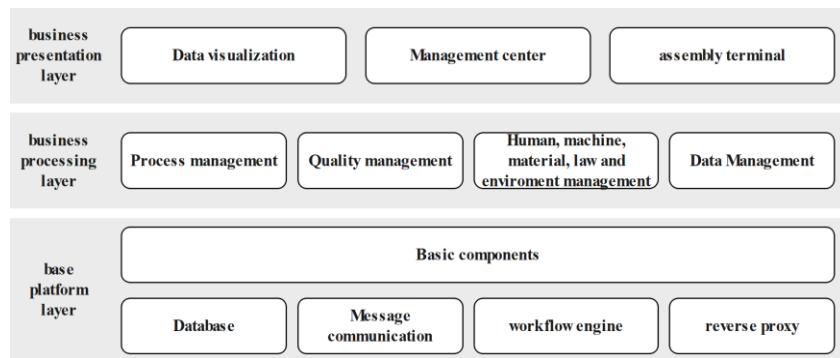 business
presentation
layer
Data visualization
Management center
assembly terminal
business
processing
layer
Process management
Quality management
Human, machine,
material, law and
enviroment management
Data Management
base
platform
layer
Basic components
Database
Message
communication
workflow engine
reverse proxy